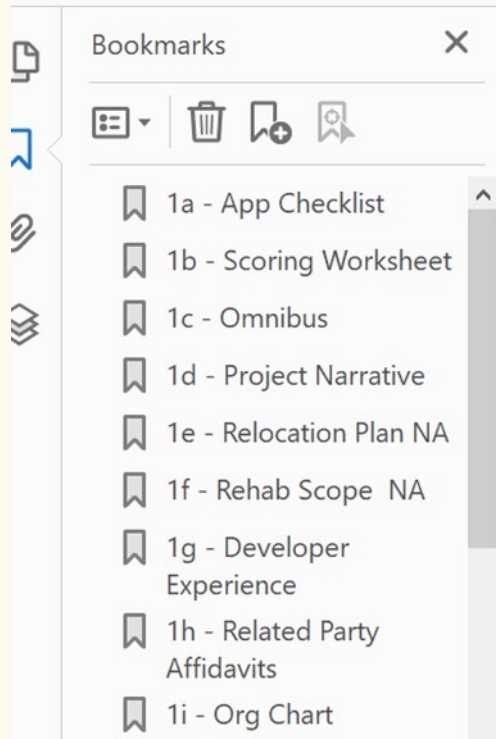 Bookmarks
1a - App Checklist
1b - Scoring Worksheet
1c - Omnibus
1d - Project Narrative
1e - Relocation Plan NA
1f - Rehab Scope  NA
1g - Developer
Experience
1h - Related Party
Affidavits
1i - Org Chart